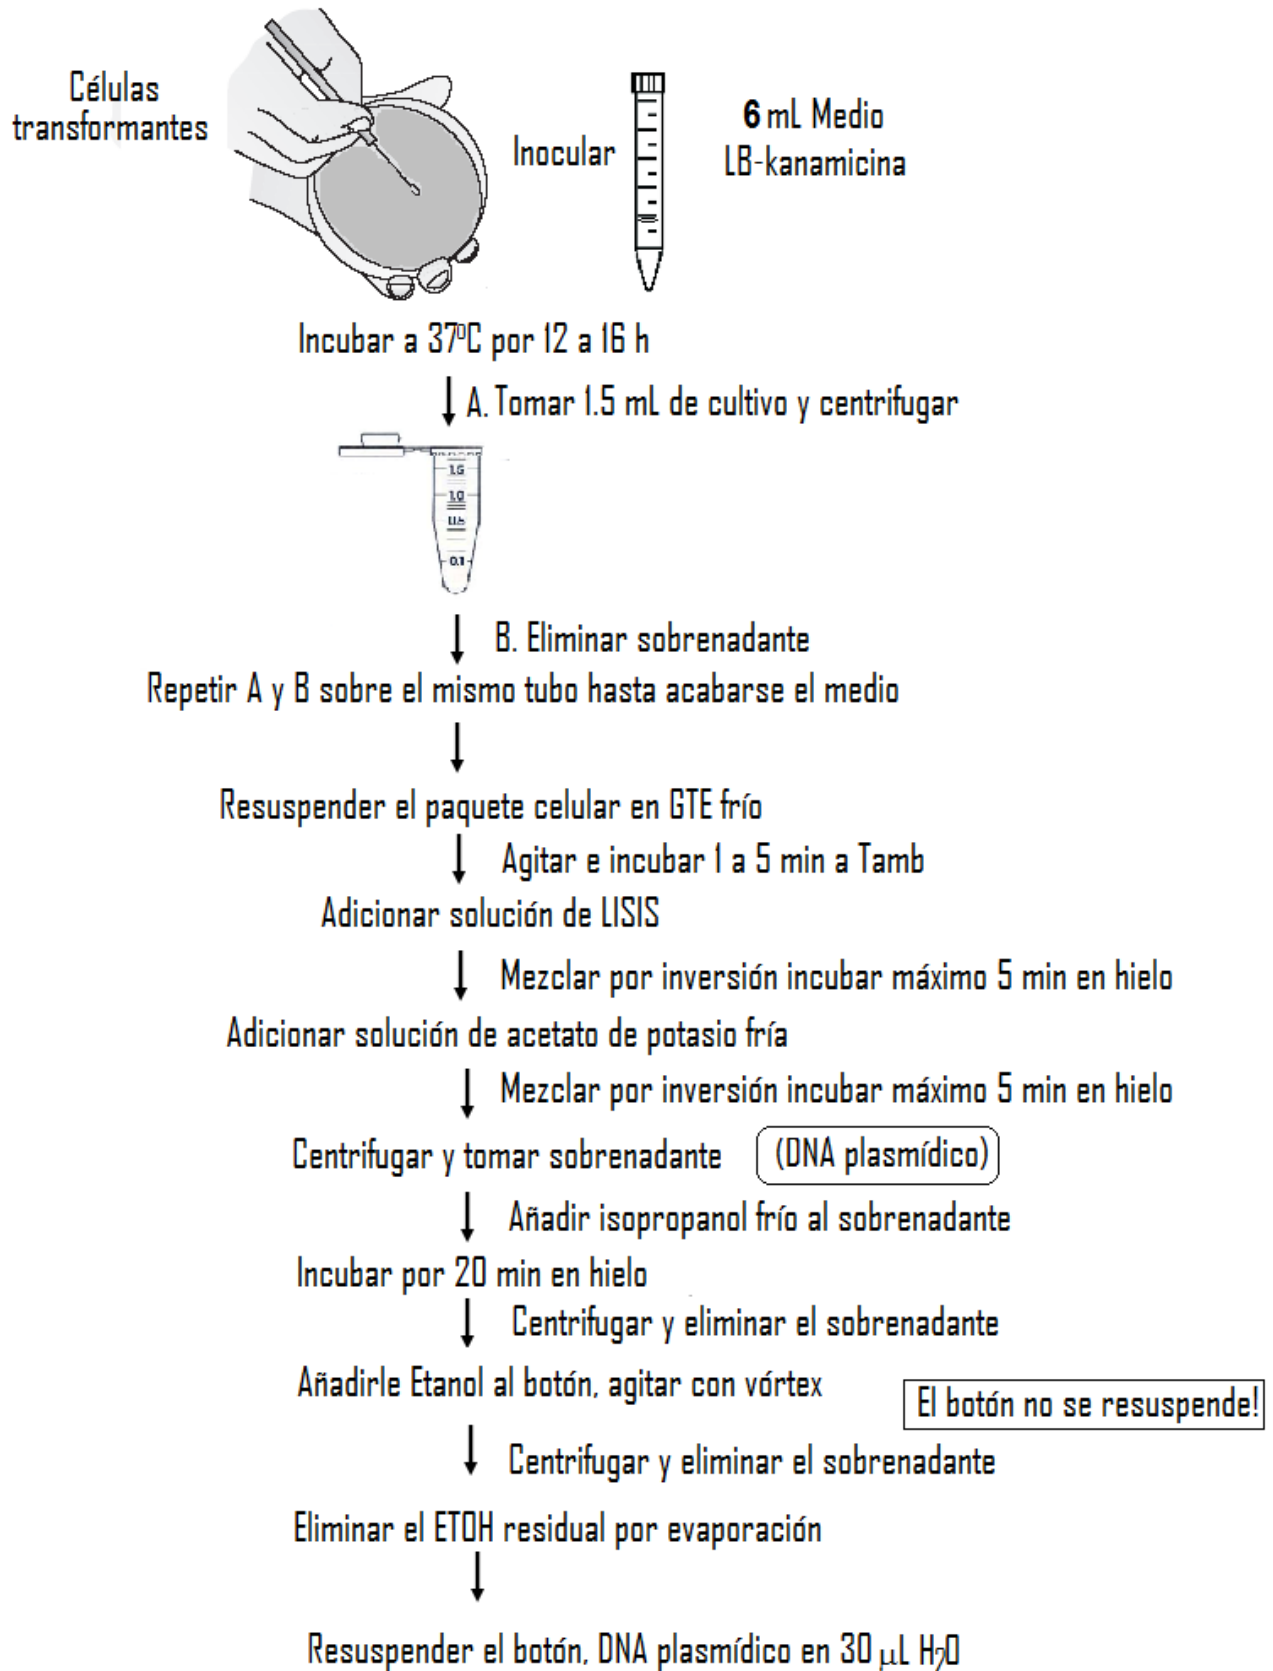 Células
transformantes
Inocular
6 mL Medio
LB-kanamicina
Incubar a 37ºC por 12 a 16 h
A. Tomar 1.5 mL de cultivo y centrifugar
1.5
1.0
0.5
0.1
B. Eliminar sobrenadante
Repetir A y B sobre el mismo tubo hasta acabarse el medio
Resuspender el paquete celular en GTE frío
Agitar e incubar 1 a 5 min a Tamb
Adicionar solución de LISIS
Mezclar por inversión incubar máximo 5 min en hielo
Adicionar solución de acetato de potasio fría
Mezclar por inversión incubar máximo 5 min en hielo
Centrifugar y tomar sobrenadante (DNA plasmídico)
Añadir isopropanol frío al sobrenadante
Incubar por 20 min en hielo
Centrifugar y eliminar el sobrenadante
Añadirle Etanol al botón, agitar con vórtex
El botón no se resuspende!
Centrifugar y eliminar el sobrenadante
Eliminar el ETOH residual por evaporación
Resuspender el botón, DNA plasmídico en 30 µL H₂O